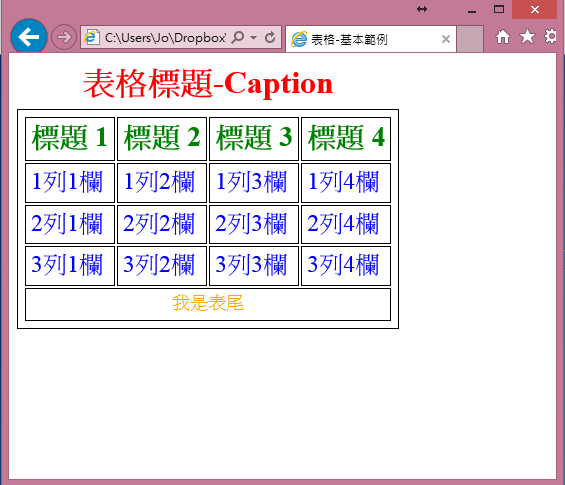 C:\Users\Jo\Dropbox\
表格-基本範例
表格標題-Caption
標題 1 標題 2 標題 3 標題 4
1列1欄 1列2欄 1列3欄 1列4欄
2列1欄 2列2欄 2列3欄 2列4欄
3列1欄 3列2欄 3列3欄 3列4欄
我是表尾